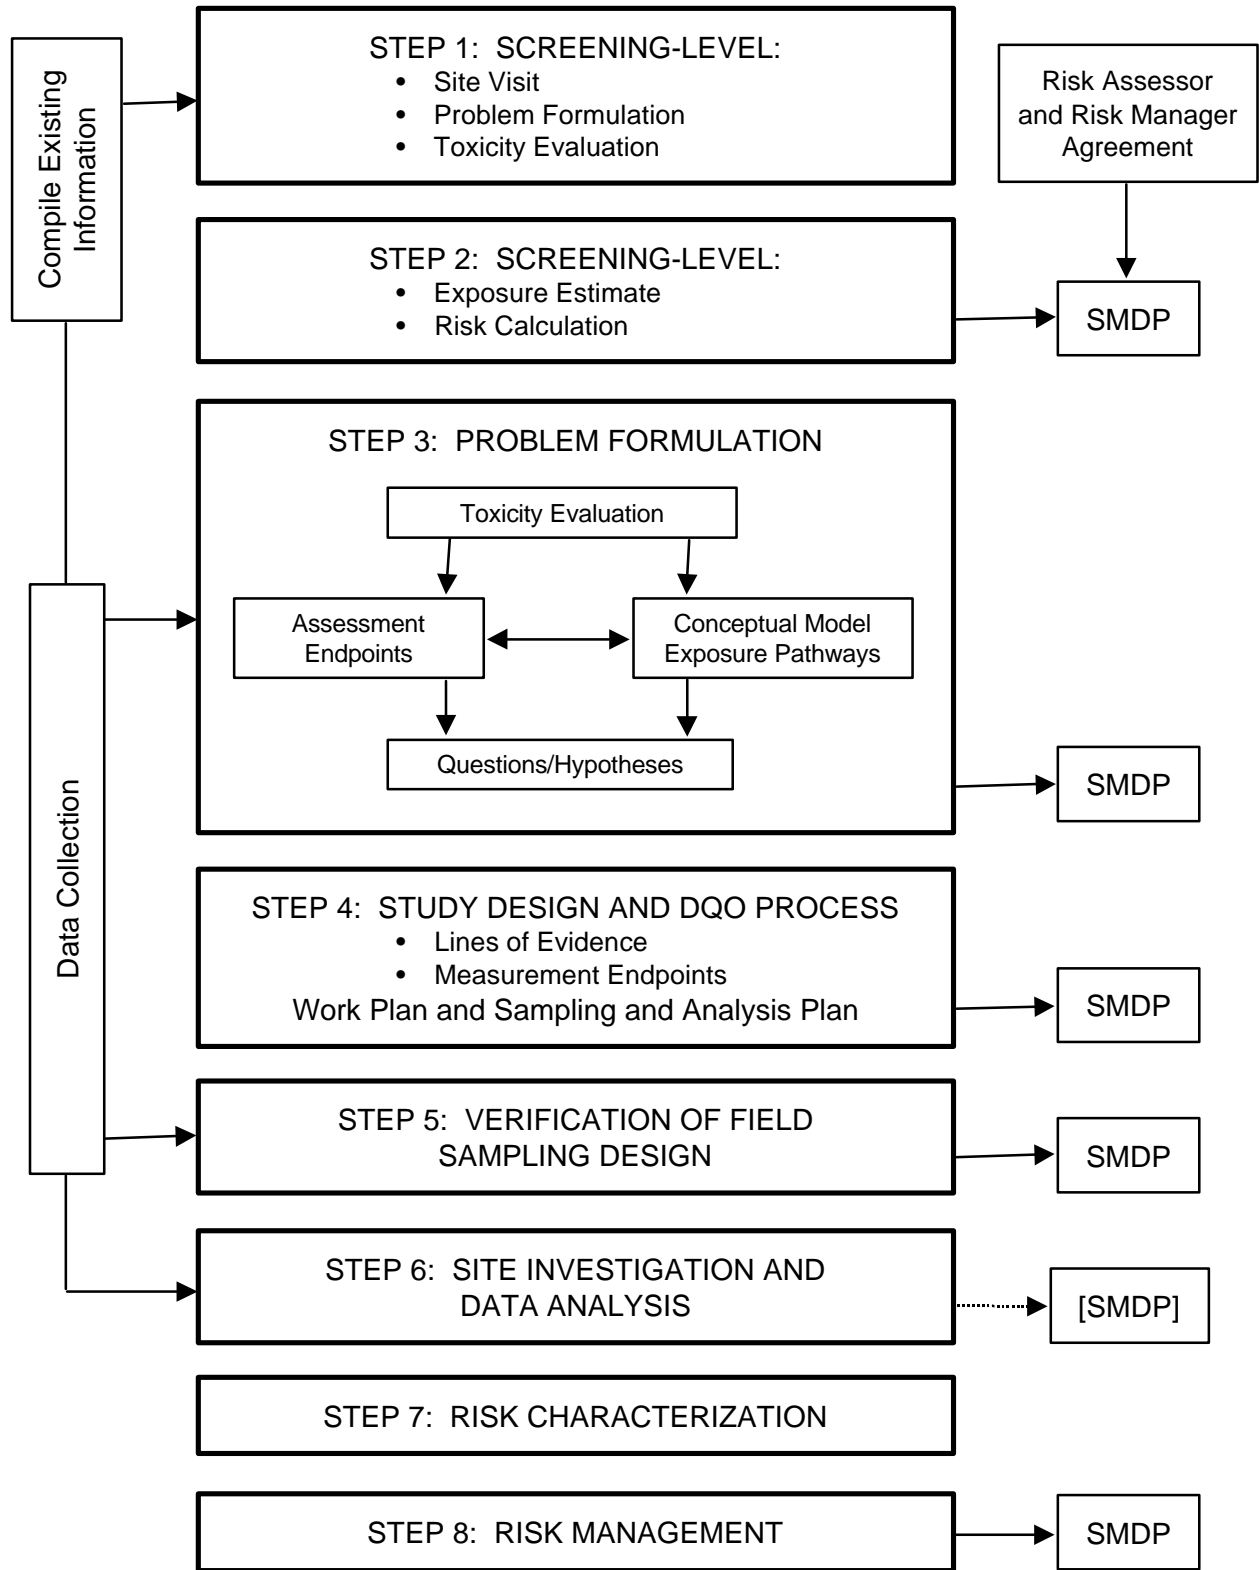 STEP 1: SCREENING-LEVEL:
• Site Visit
• Problem Formulation
• Toxicity Evaluation
Compile Existing
Information
Risk Assessor
and Risk Manager
Agreement
STEP 2: SCREENING-LEVEL:
• Exposure Estimate
• Risk Calculation
SMDP
STEP 3: PROBLEM FORMULATION
Toxicity Evaluation
Assessment
Endpoints
Conceptual Model
Exposure Pathways
Questions/Hypotheses
SMDP
Data Collection
STEP 4: STUDY DESIGN AND DQO PROCESS
• Lines of Evidence
• Measurement Endpoints
Work Plan and Sampling and Analysis Plan
SMDP
STEP 5: VERIFICATION OF FIELD
SAMPLING DESIGN
SMDP
STEP 6: SITE INVESTIGATION AND
DATA ANALYSIS
[SMDP]
STEP 7: RISK CHARACTERIZATION
STEP 8: RISK MANAGEMENT
SMDP